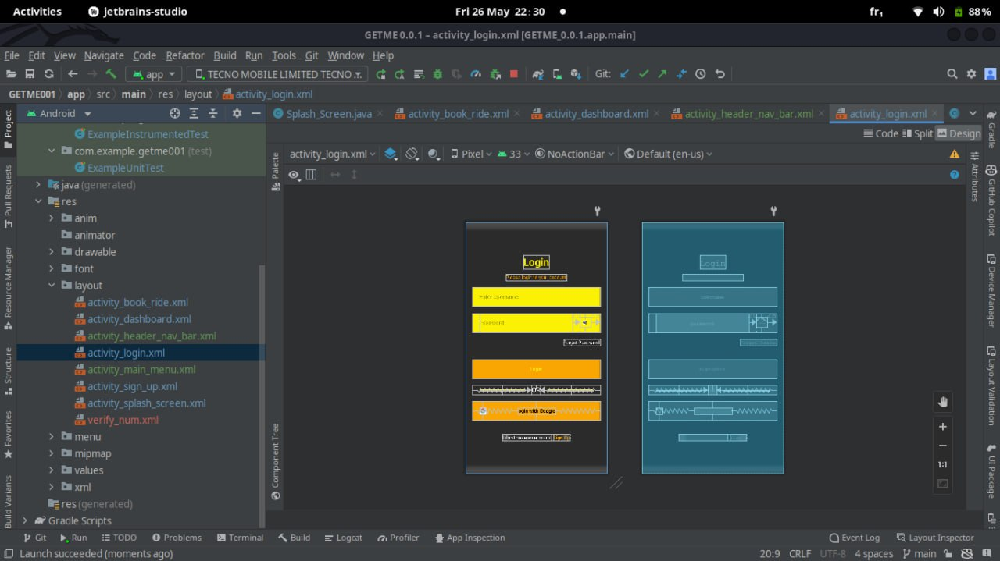 Activities jetbrains-studio Fri 26 May 22:30 fr₁ 88%
GETME 0.0.1 – activity_login.xml [GETME_0.0.1.app.main]
File Edit View Navigate Code Refactor Build Run Tools Git Window Help
app TECNO MOBILE LIMITED TECNO Git:
GETME001 app src main res layout activity_login.xml
Android Splash_Screen.java activity_book_ride.xml activity_dashboard.xml activity_header_nav_bar.xml activity_login.xml
Code Split Design
activity_login.xml Pixel 33 NoActionBar Default (en-us)
ExampleInstrumentedTest
com.example.getme001 (test)
ExampleUnitTest
java (generated)
res
anim
animator
drawable
font
layout
activity_book_ride.xml
activity_dashboard.xml
activity_header_nav_bar.xml
activity_login.xml
activity_main_menu.xml
activity_sign_up.xml
activity_splash_screen.xml
verify_num.xml
menu
mipmap
values
xml
res (generated)
Gradle Scripts
Project
Pull Requests
Resource Manager
Structure
Favorites
Build Variants
Palette
Component Tree
Login
Please login to your account
Password
Forgot Password
Login
OR
Login with Google
Sign Up
Login
username
password
1:1
Attributes
Gradle
GitHub Copilot
Device Manager
Layout Validation
UI Package
Git Run TODO Problems Terminal Build Logcat Profiler App Inspection Event Log Layout Inspector
Launch succeeded (moments ago) 20:9 CRLF UTF-8 4 spaces main